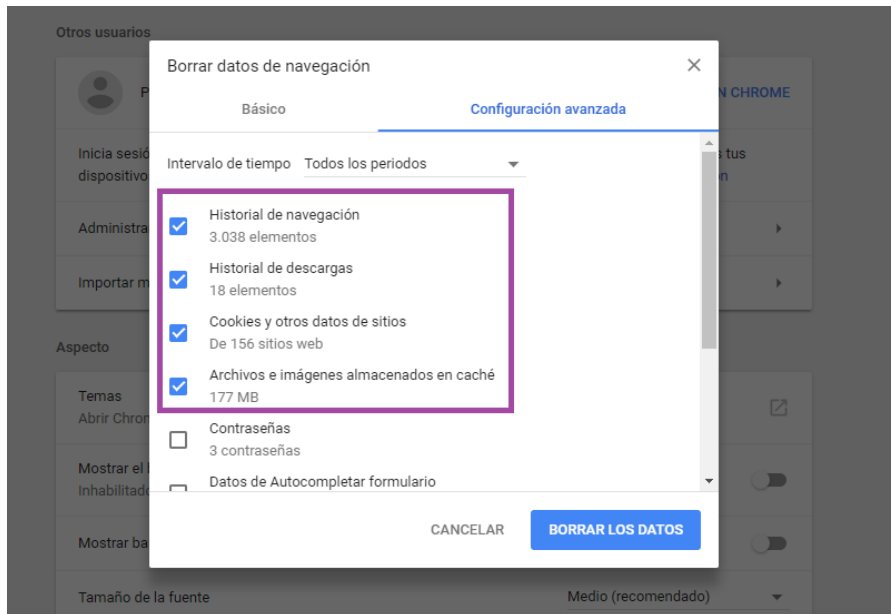 Otros usuarios
Borrar datos de navegación
P
N CHROME
Básico
Configuración avanzada
Inicia sesió
s tus
dispositivo
n
Intervalo de tiempo Todos los periodos
Historial de navegación
3.038 elementos
Administra
Historial de descargas
18 elementos
Importar m
Cookies y otros datos de sitios
De 156 sitios web
Aspecto
Archivos e imágenes almacenados en caché
177 MB
Temas
Abrir Chron
Contraseñas
3 contraseñas
Mostrar el
Inhabilitado
Datos de Autocompletar formulario
CANCELAR
BORRAR LOS DATOS
Mostrar ba
Tamaño de la fuente
Medio (recomendado)